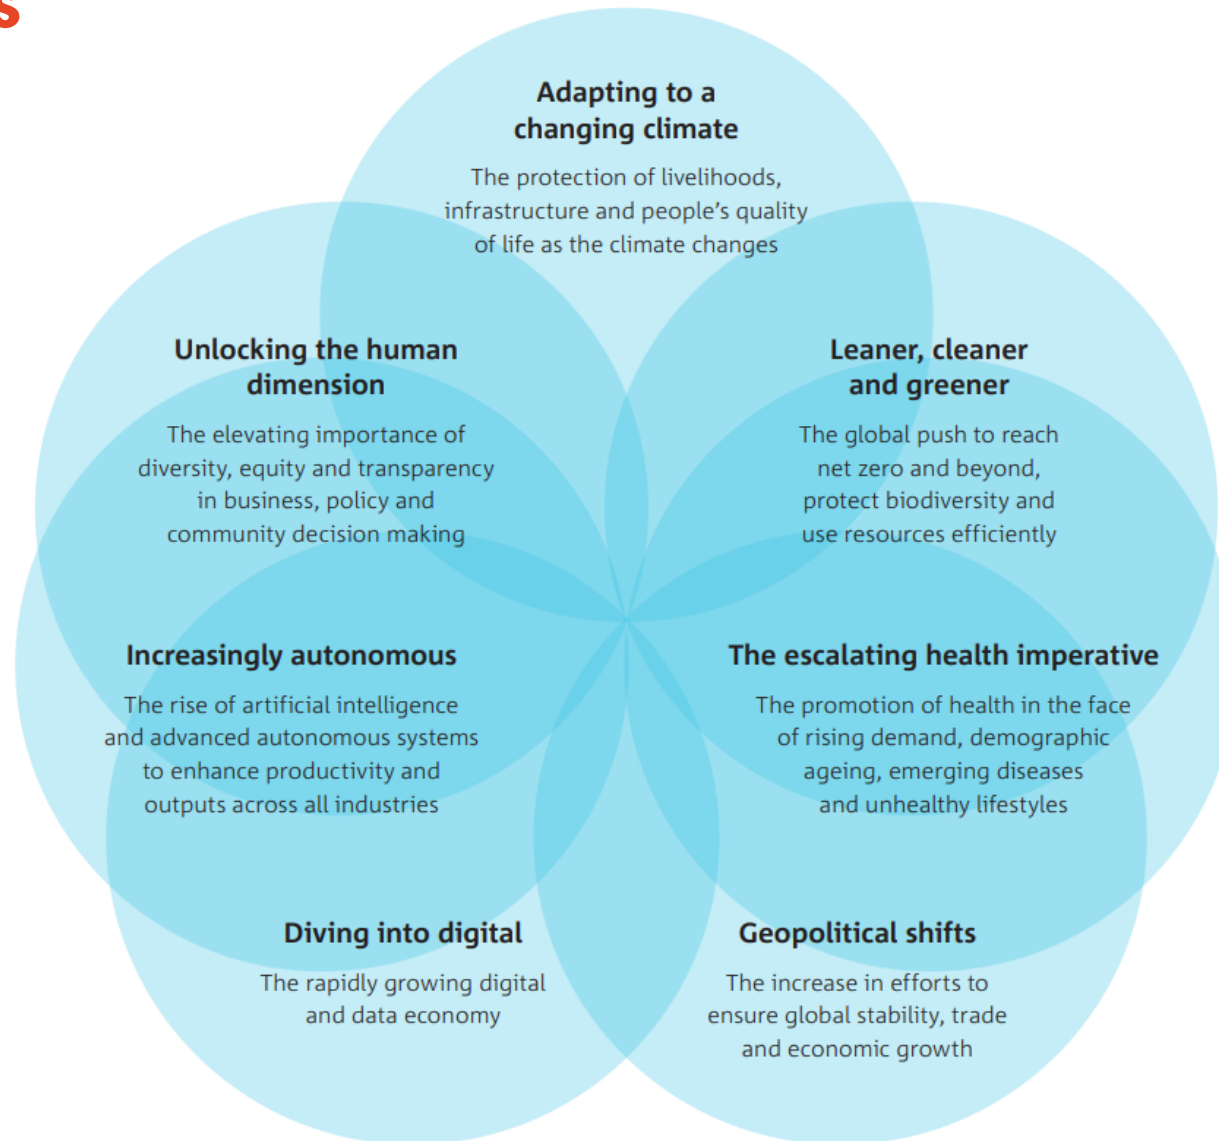 s
Adapting to a
changing climate
The protection of livelihoods,
infrastructure and people's quality
of life as the climate changes
Unlocking the human
dimension
The elevating importance of
diversity, equity and transparency
in business, policy and
community decision making
Leaner, cleaner
and greener
The global push to reach
net zero and beyond,
protect biodiversity and
use resources efficiently
Increasingly autonomous
The rise of artificial intelligence
and advanced autonomous systems
to enhance productivity and
outputs across all industries
The escalating health imperative
The promotion of health in the face
of rising demand, demographic
ageing, emerging diseases
and unhealthy lifestyles
Diving into digital
The rapidly growing digital
and data economy
Geopolitical shifts
The increase in efforts to
ensure global stability, trade
and economic growth